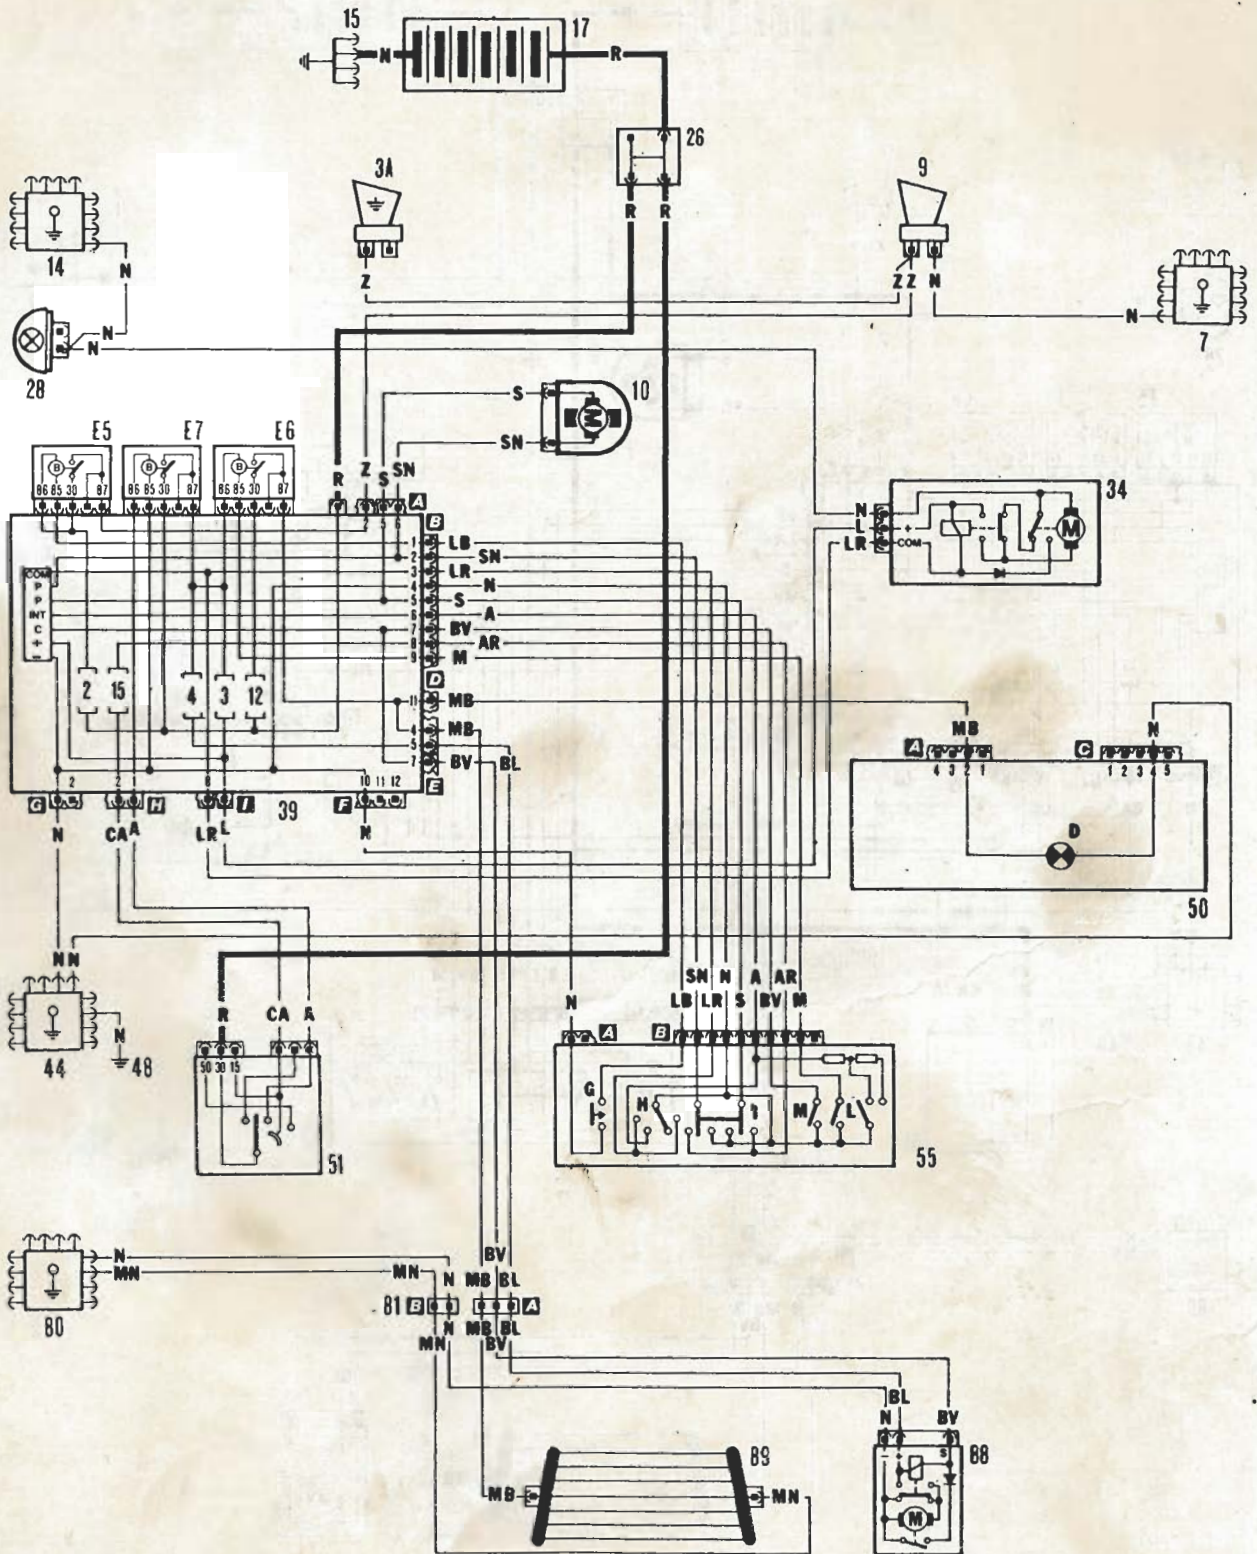 15
17
N
R
26
3A
9
14
N
R
R
Z
Z
Z
N
N
7
N
N
28
10
S
SN
E5
E7
E6
B
B
B
86 85 30 87
86 85 30 87
86 85 30 87
R
Z
S
SN
A
2 5 6
B
1 LB
2 SN
3 LR
4 N
5 S
6 A
7 BV
8 AR
9 M
D
11 MB
4 MB
5 BL
7 BV
E
COM
P
P
INT
C
+
-
2
15
4
3
12
2
2 1
8
10 11 12
G
H
I
39
F
N
CA
A
LR
L
N
34
N
L
LR
+
COM
M
MB
N
A
C
4 3 2 1
1 2 3 4 5
D
50
N
N
44
N
48
R
CA
A
50 30 15
51
N
SN
N
A
AR
LB
LR
S
BV
M
A
B
G
H
M
L
55
80
N
MN
MN
N
BV
MB
BL
81
B
A
MN
N
MB
BL
BV
BL
N
BV
-
+
S
88
M
89
MB
MN